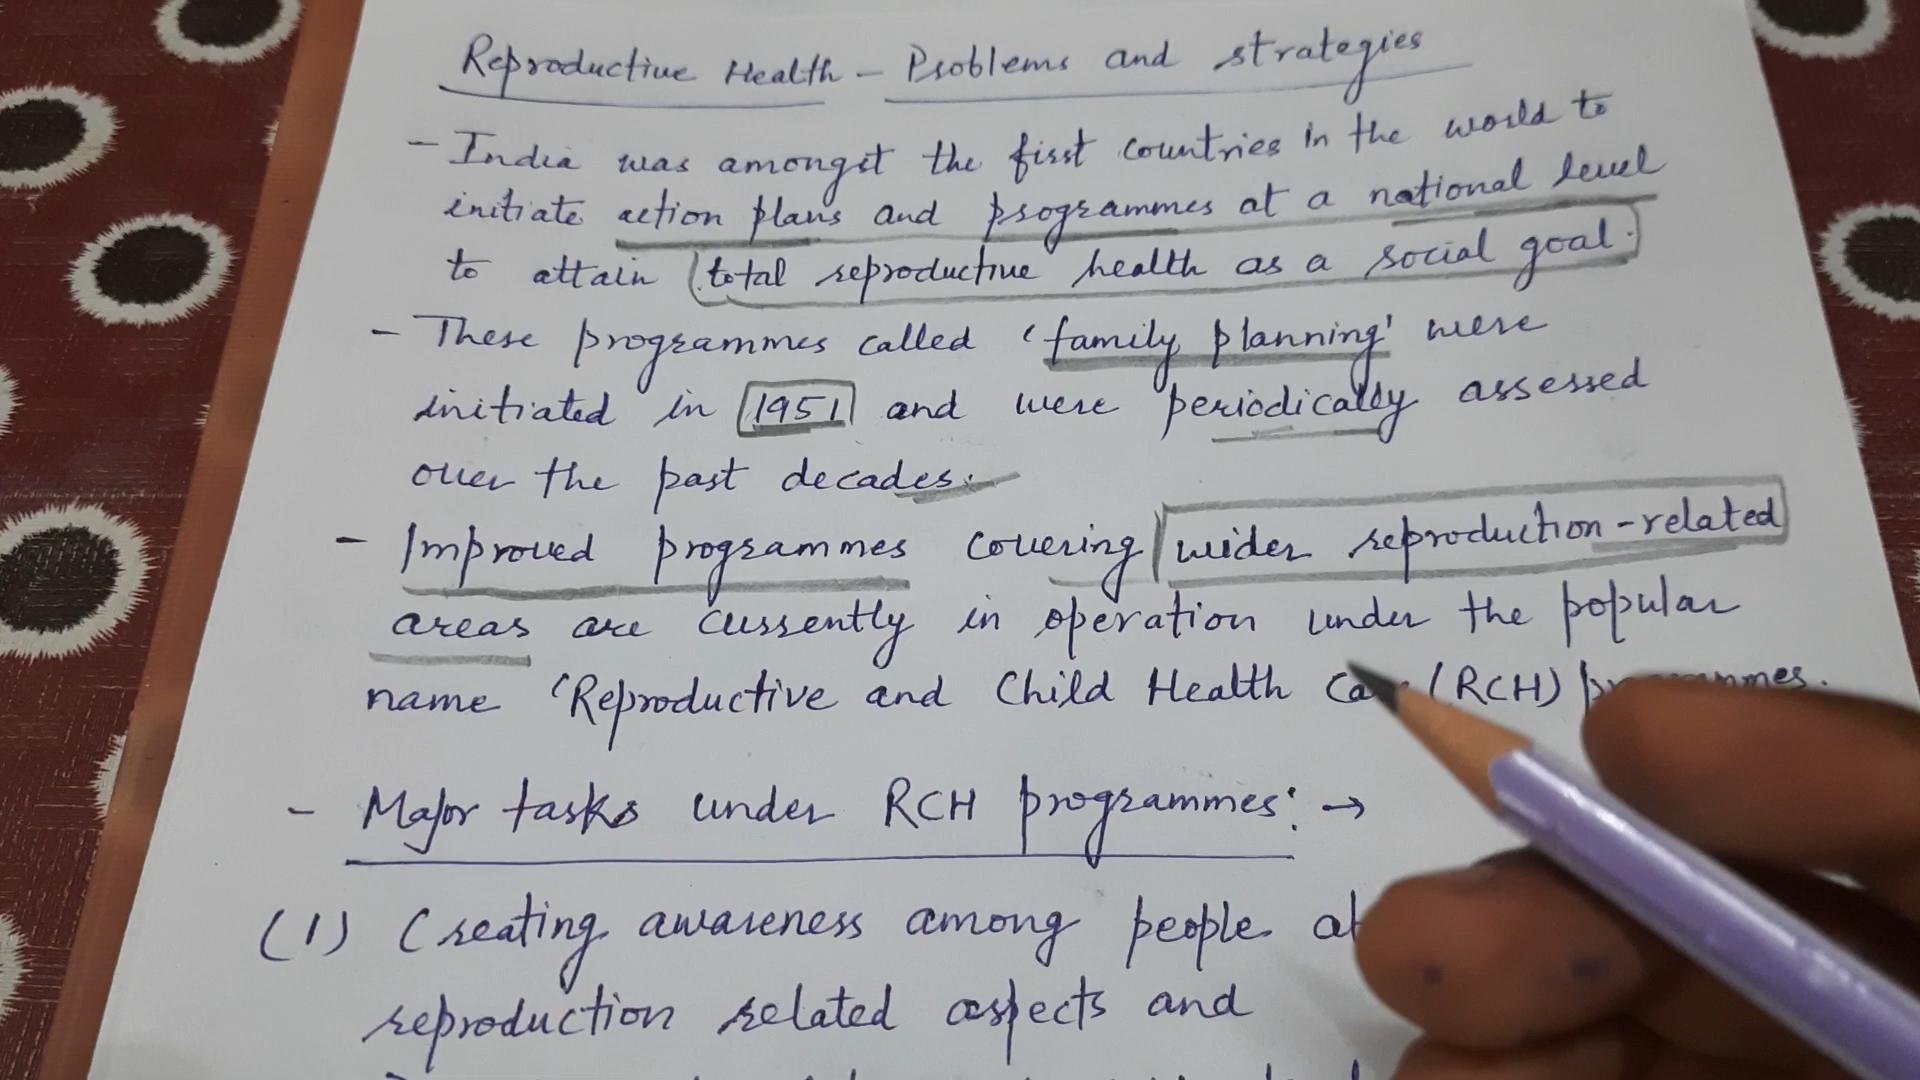 Reproductive Health - Problems and strategies
- India was amongst the first countries in the world to
initiate action plans and programmes at a national level
to attain total reproductive health as a social goal.
- These programmes called 'family planning' were
initiated in 1951 and were periodically assessed
over the past decades.
- Improved programmes covering wider reproduction-related
areas are currently in operation under the popular
name 'Reproductive and Child Health (RCH)
- Major tasks under RCH programmes: →
(1) Creating awareness among people
reproduction related aspects and